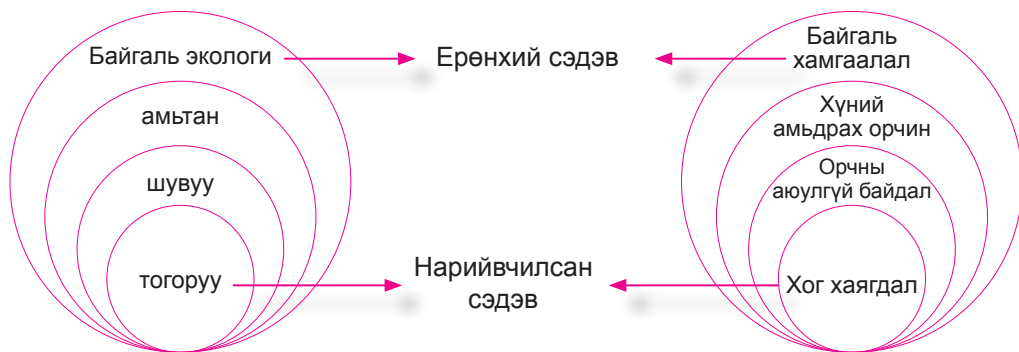 Байгаль экологи
амьтан
шувуу
тогоруу
Ерөнхий сэдэв
Нарийвчилсан
сэдэв
Байгаль
хамгаалал
Хүний
амьдрах орчин
Орчны
аюулгүй байдал
Хог хаягдал